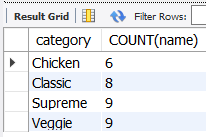 Result Grid Filter Rows:
category COUNT(name)
Chicken 6
Classic 8
Supreme 9
Veggie 9